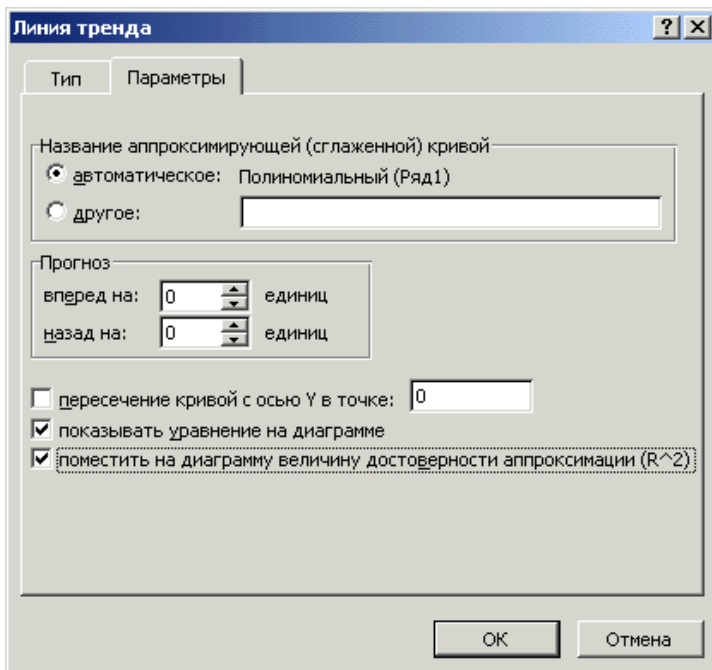 Линия тренда
Тип Параметры
Название аппроксимирующей (сглаженной) кривой
автоматическое: Полиномиальный (Ряд1)
другое:
Прогноз
вперед на: 0 единиц
назад на: 0 единиц
пересечение кривой с осью Y в точке: 0
показывать уравнение на диаграмме
поместить на диаграмму величину достоверности аппроксимации (R^2)
ОК Отмена